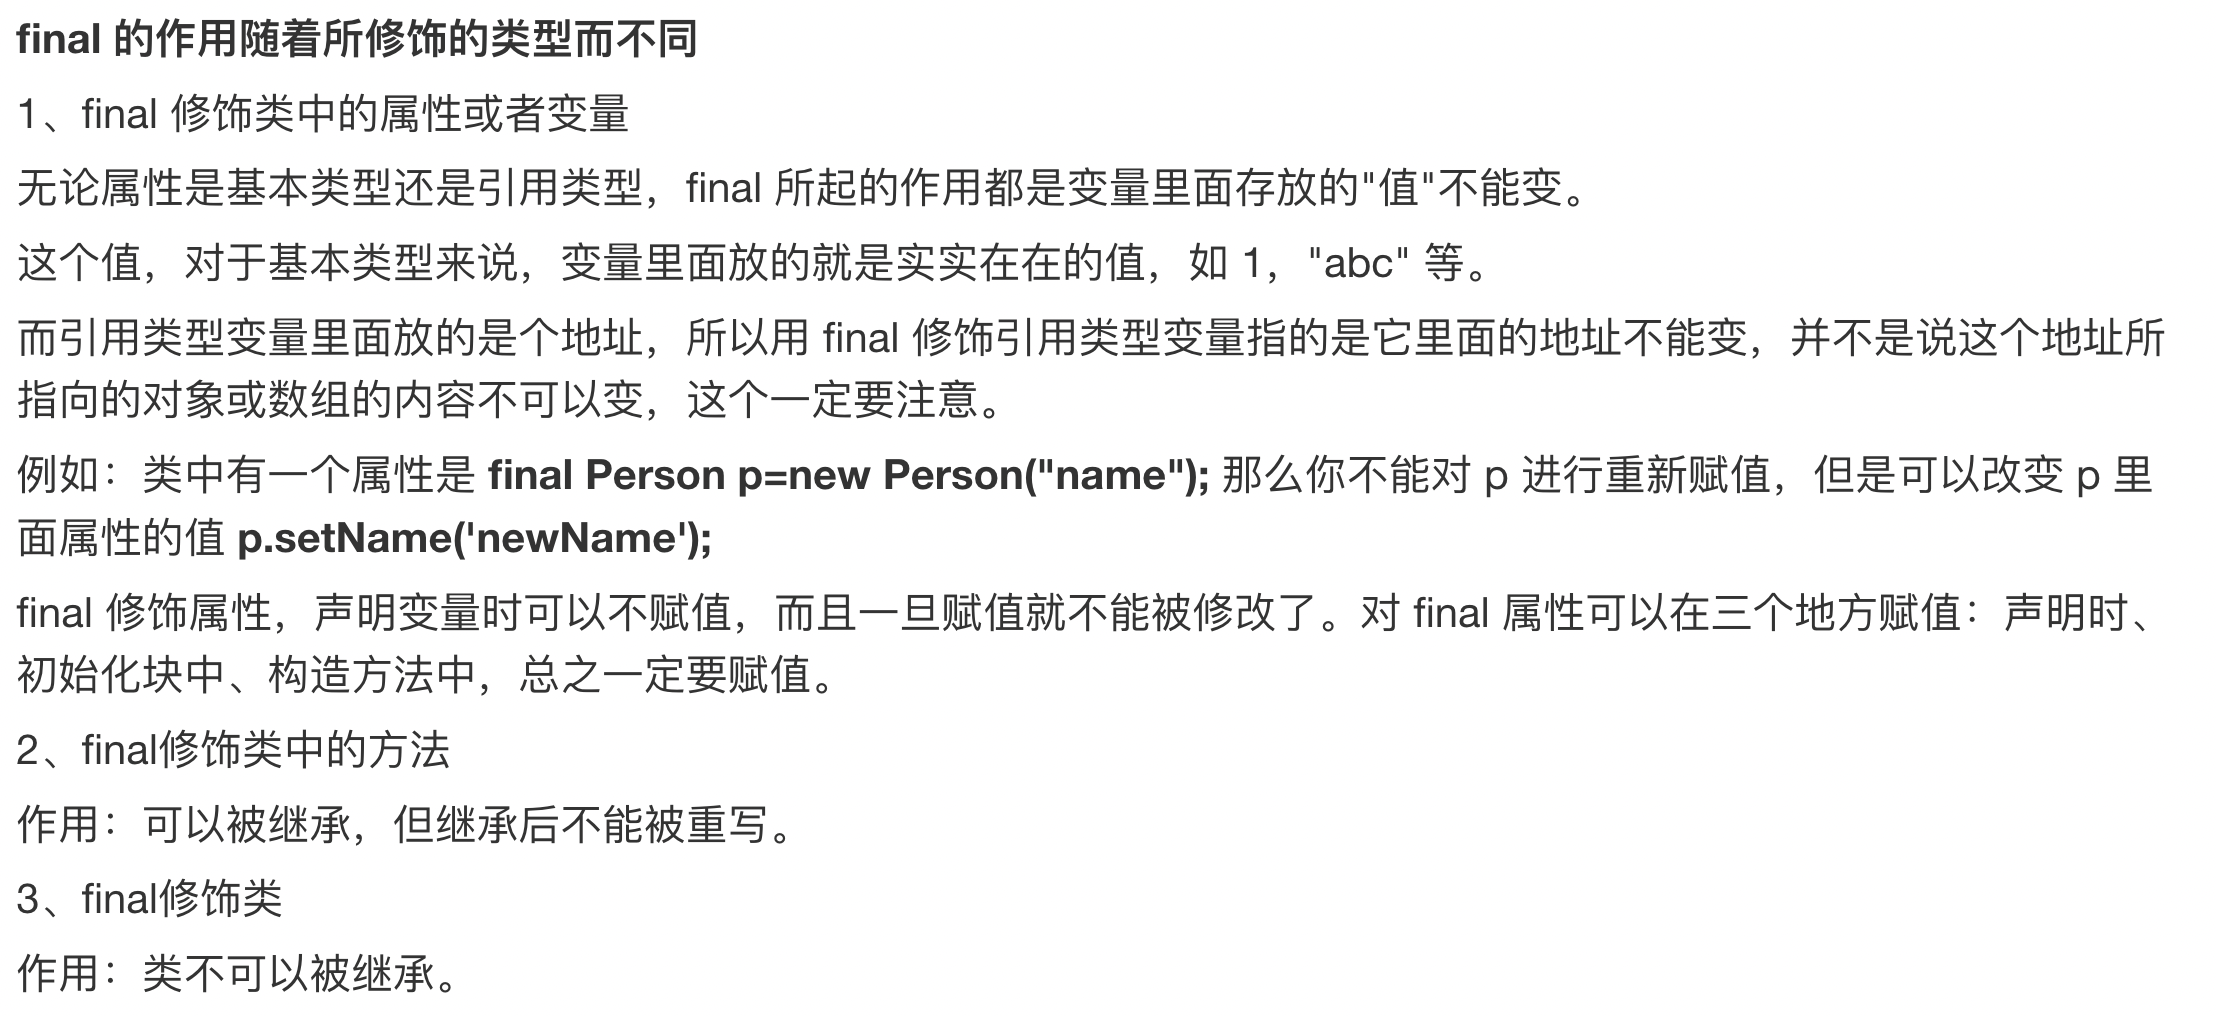 final 的作用随着所修饰的类型而不同
1、final 修饰类中的属性或者变量
无论属性是基本类型还是引用类型，final 所起的作用都是变量里面存放的"值"不能变。
这个值，对于基本类型来说，变量里面放的就是实实在在的值，如 1，"abc" 等。
而引用类型变量里面放的是个地址，所以用 final 修饰引用类型变量指的是它里面的地址不能变，并不是说这个地址所
指向的对象或数组的内容不可以变，这个一定要注意。
例如：类中有一个属性是 final Person p=new Person("name"); 那么你不能对 p 进行重新赋值，但是可以改变 p 里
面属性的值 p.setName('newName');
final 修饰属性，声明变量时可以不赋值，而且一旦赋值就不能被修改了。对 final 属性可以在三个地方赋值：声明时、
初始化块中、构造方法中，总之一定要赋值。
2、final修饰类中的方法
作用：可以被继承，但继承后不能被重写。
3、final修饰类
作用：类不可以被继承。